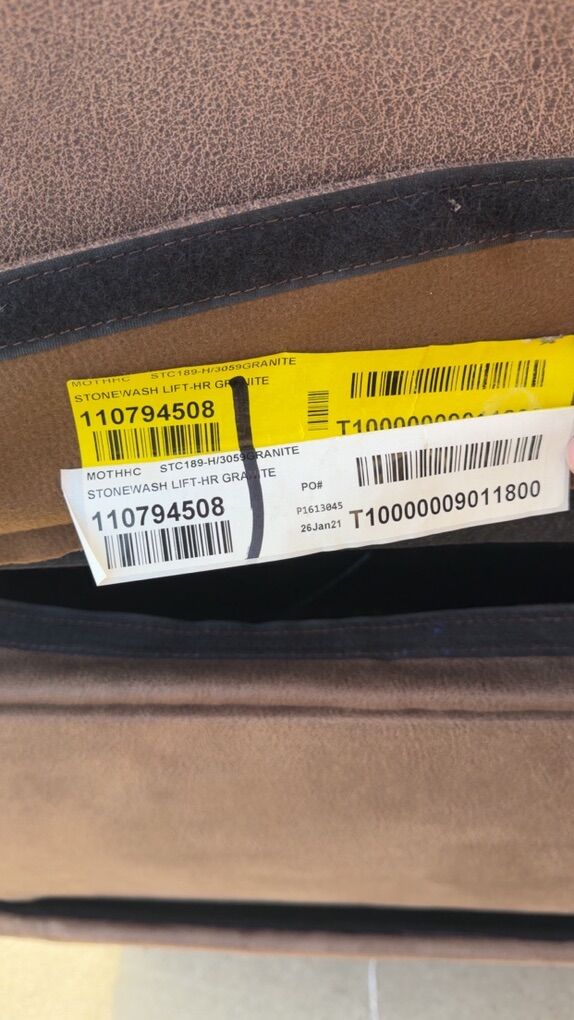 MOTHHC STC189-H/3059GRANITE
STONEWASH LIFT-HR GRANITE
110794508
MOTHHC STC189-H/3059GRANITE
STONEWASH LIFT-HR GRANITE
110794508
PO#
P1613045
26Jan21
T10000009011800